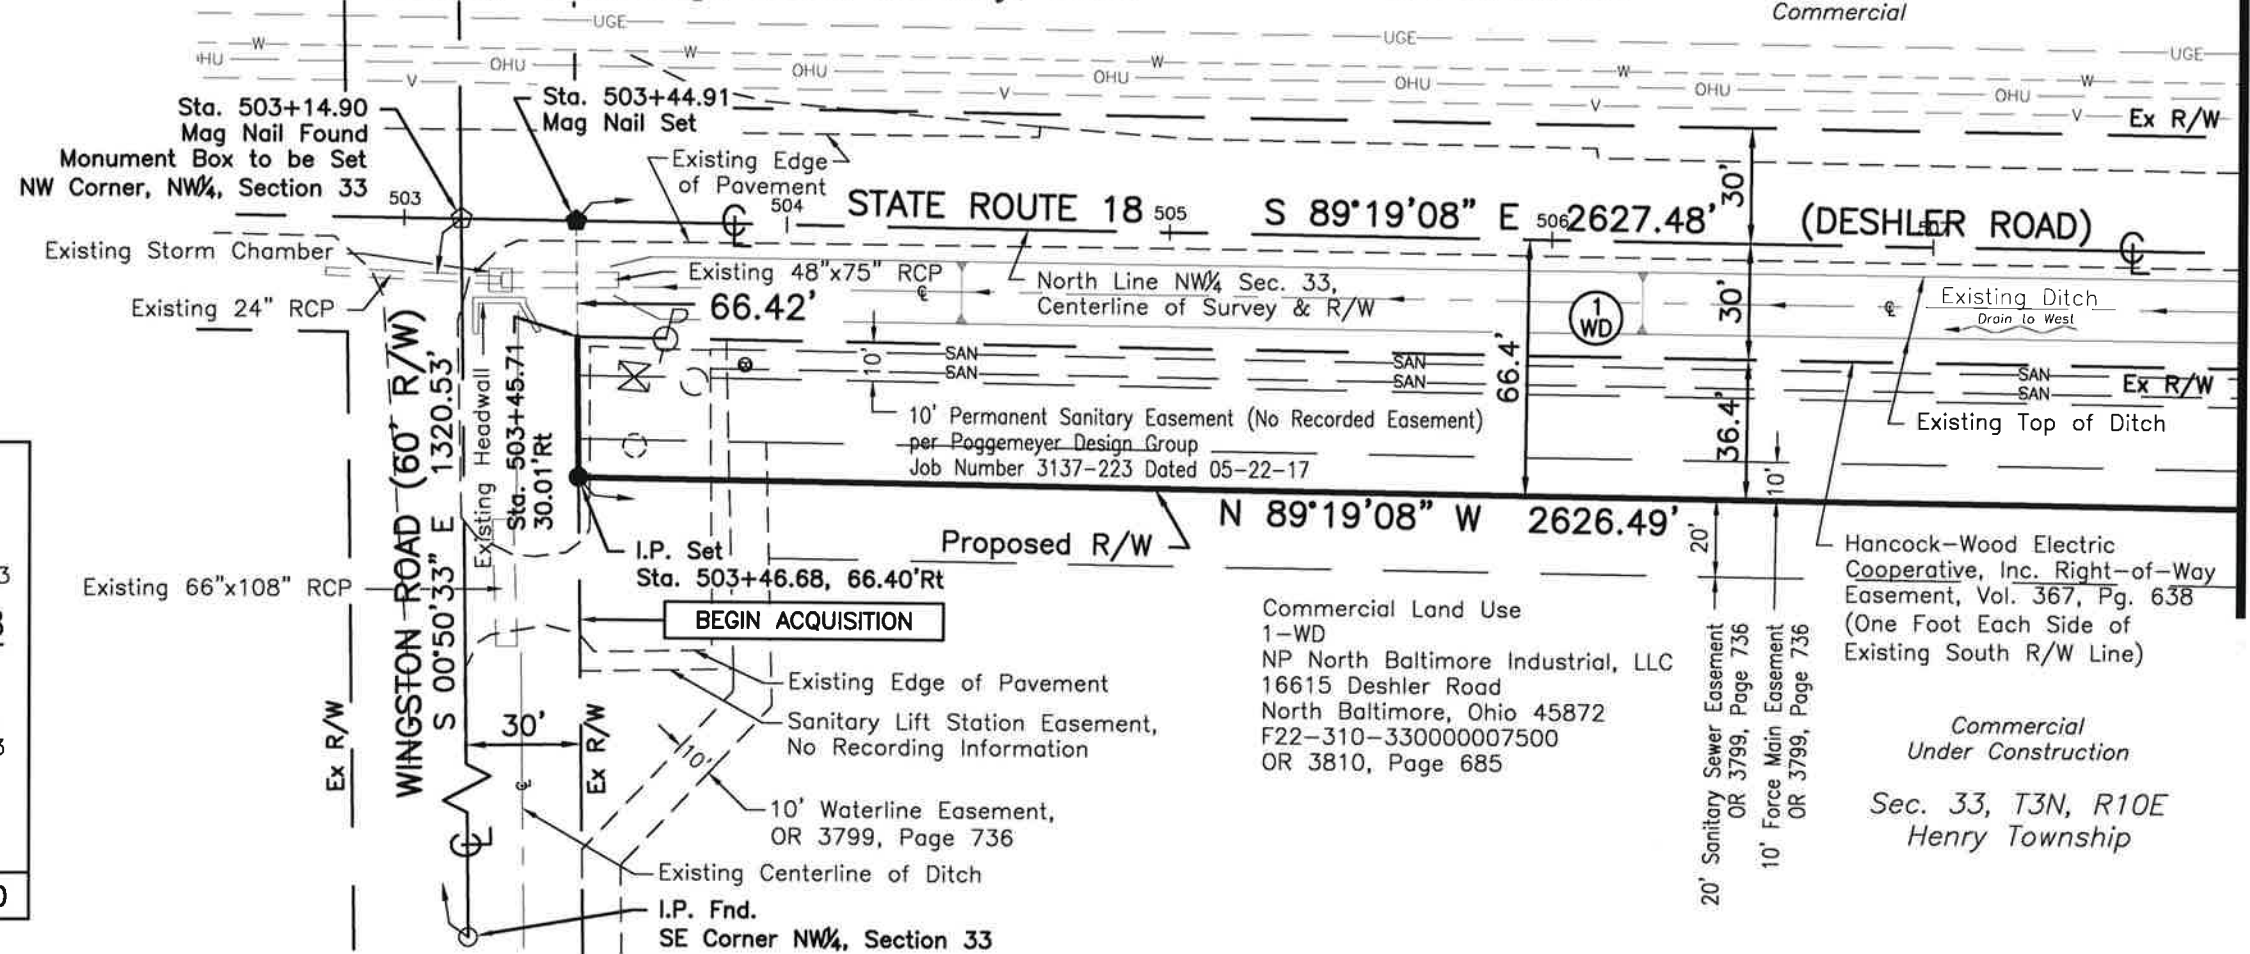 Commercial
UGE
UGE
UGE
W
W
W
W
W
OHU
OHU
OHU
OHU
OHU
OHU
V
V
V
V
Ex R/W
Sta. 503+14.90
Mag Nail Found
Monument Box to be Set
NW Corner, NW¼, Section 33
Sta. 503+44.91
Mag Nail Set
Existing Edge
of Pavement
503
504
STATE ROUTE 18
505
S 89°19'08" E
506
2627.48'
(DESHLER ROAD)
30'
Existing Storm Chamber
Existing 24" RCP
Existing 48"x75" RCP
66.42'
North Line NW¼ Sec. 33,
Centerline of Survey & R/W
1
WD
30'
Existing Ditch
Drain to West
66.4'
10'
SAN
SAN
SAN
SAN
SAN
SAN
Ex R/W
Existing Top of Ditch
10' Permanent Sanitary Easement (No Recorded Easement)
per Poggemeyer Design Group
Job Number 3137-223 Dated 05-22-17
36.4'
10'
WINGSTON ROAD (60' R/W)
S 00°50'33" E 1320.53'
Existing Headwall
Sta. 503+45.71
30.01'Rt
N 89°19'08" W 2626.49'
Proposed R/W
I.P. Set
Sta. 503+46.68, 66.40'Rt
BEGIN ACQUISITION
Existing 66"x108" RCP
20'
Hancock-Wood Electric
Cooperative, Inc. Right-of-Way
Easement, Vol. 367, Pg. 638
(One Foot Each Side of
Existing South R/W Line)
Commercial Land Use
1-WD
NP North Baltimore Industrial, LLC
16615 Deshler Road
North Baltimore, Ohio 45872
F22-310-330000007500
OR 3810, Page 685
20' Sanitary Sewer Easement
OR 3799, Page 736
10' Force Main Easement
OR 3799, Page 736
Existing Edge of Pavement
Sanitary Lift Station Easement,
No Recording Information
Ex R/W
30'
Ex R/W
10'
10' Waterline Easement,
OR 3799, Page 736
Existing Centerline of Ditch
I.P. Fnd.
SE Corner NW¼, Section 33
Commercial
Under Construction
Sec. 33, T3N, R10E
Henry Township